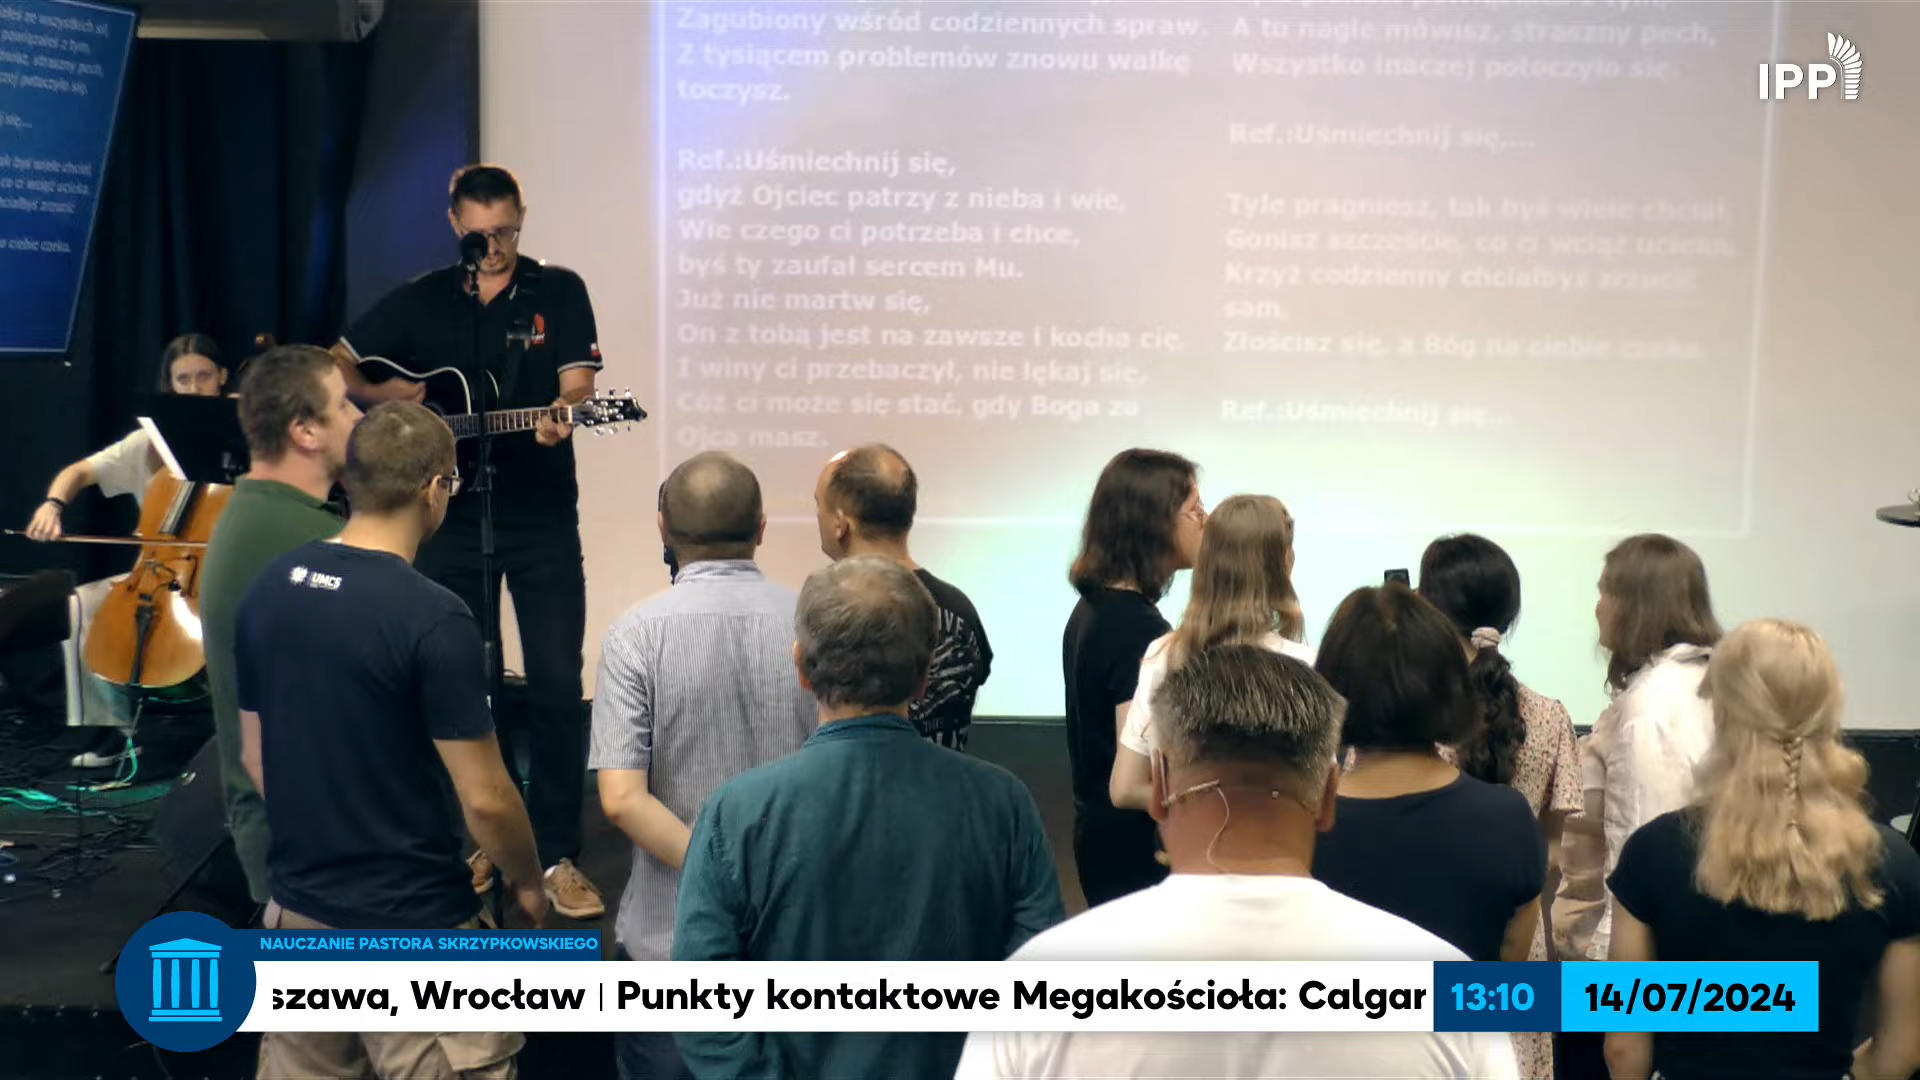 Zagubiony wśród codziennych spraw.
Z tysiącem problemów znowu walkę
toczysz.
Ref.:Uśmiechnij się,
gdyż Ojciec patrzy z nieba i wie,
Wie czego ci potrzeba i chce,
byś ty zaufał sercem Mu.
Już nie martw się,
On z tobą jest na zawsze i kocha cię.
I winy ci przebaczył, nie lękaj się,
Cóż ci może się stać, gdy Boga za
Ojca masz.
A tu nagle mówisz, straszny pech,
Wszystko inaczej potoczyło się.
Ref.:Uśmiechnij się,...
Tyle pragniesz, tak byś wiele chciał,
Gonisz szczęście, co ci wciąż ucieka.
Krzyż codzienny chciałbyś zrzucić
sam.
Złościsz się, a Bóg na ciebie czeka.
Ref.:Uśmiechnij się...
IPP
UMCS
NAUCZANIE PASTORA SKRZYPKOWSKIEGO
szawa, Wrocław | Punkty kontaktowe Megakościoła: Calgar
13:10
14/07/2024